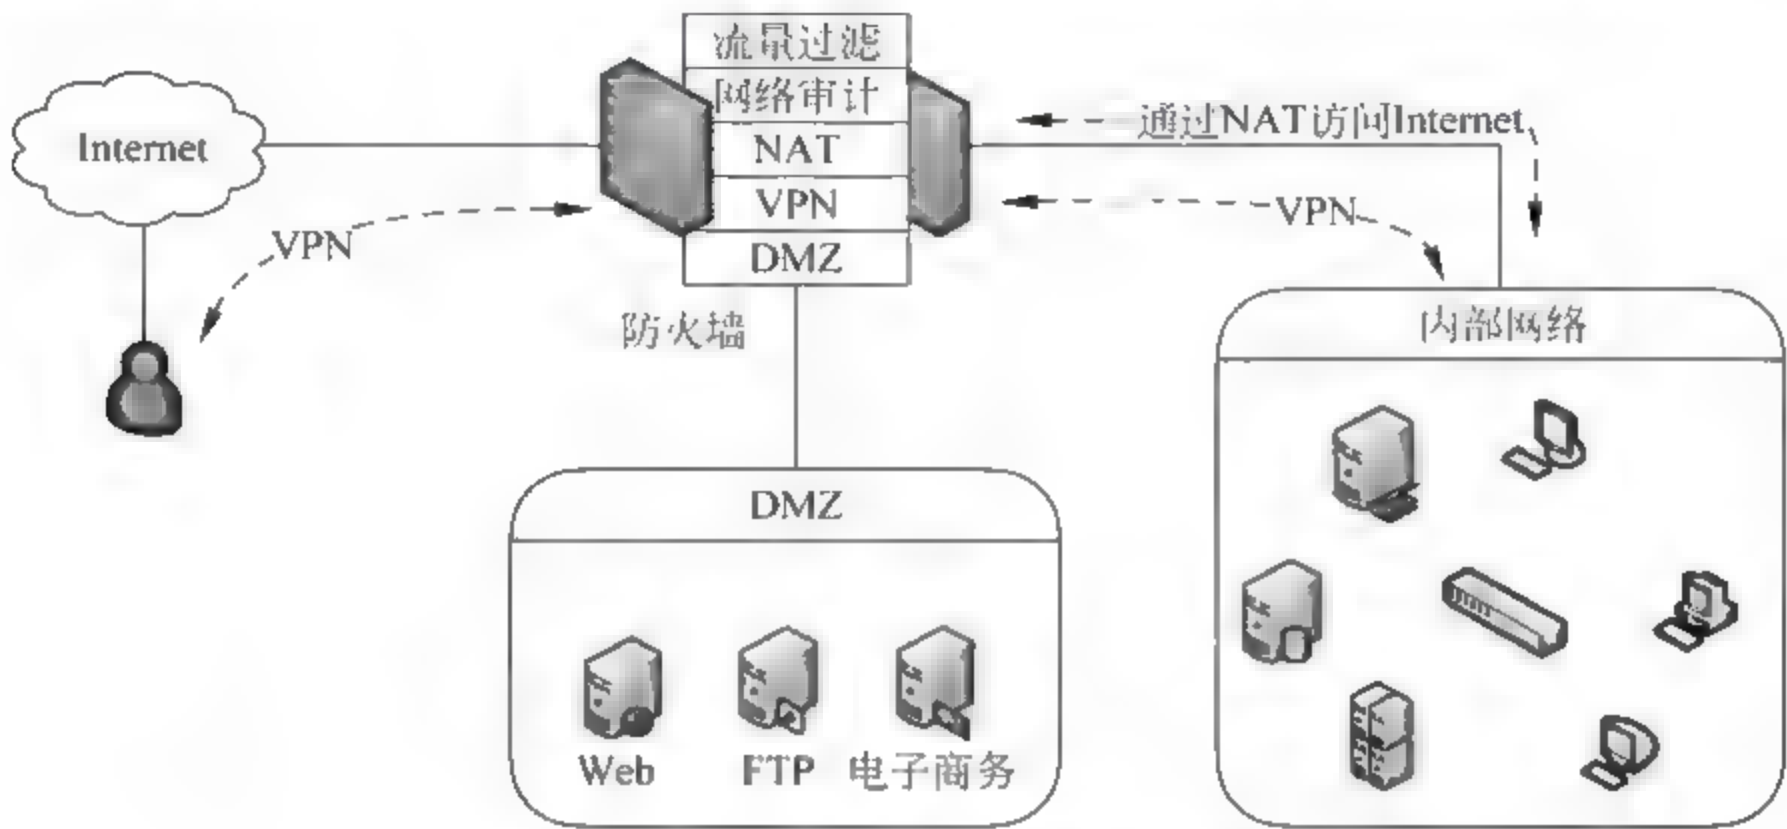 流量过滤
网络审计
NAT
VPN
DMZ
Internet
通过NAT访问Internet
VPN
VPN
防火墙
内部网络
DMZ
Web
FTP
电子商务